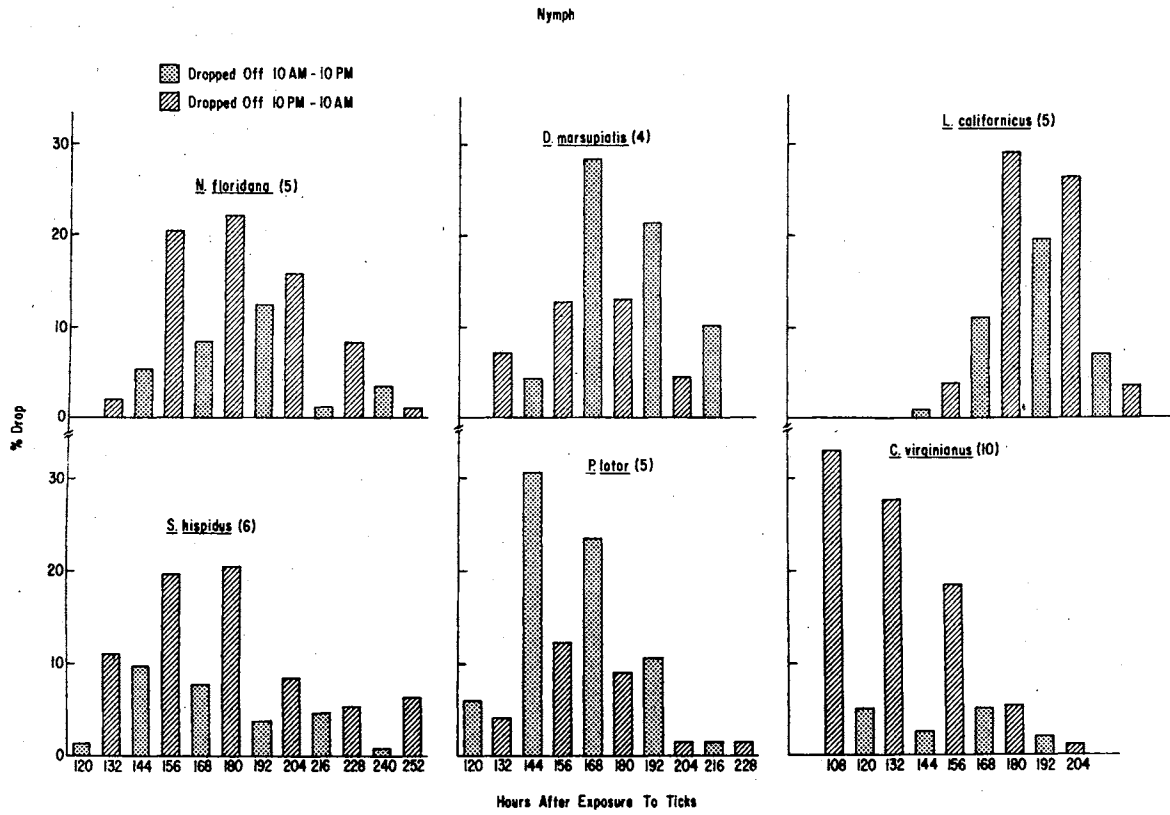 Nymph
Dropped Off 10 AM - 10 PM
Dropped Off 10 PM - 10 AM
% Drop
30
20
10
0
N. floridana (5)
D. marsupialis (4)
L. californicus (5)
30
20
10
0
S. hispidus (6)
P. lotor (5)
C. virginianus (10)
120 132 144 156 168 180 192 204 216 228 240 252
120 132 144 156 168 180 192 204 216 228
108 120 132 144 156 168 180 192 204
Hours After Exposure To Ticks